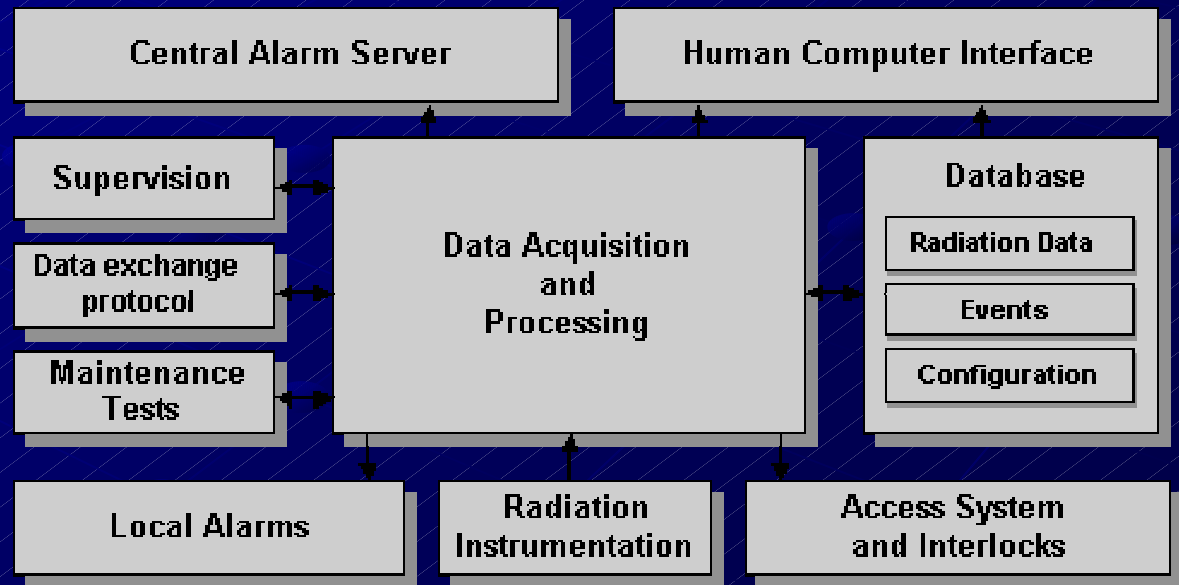 Central Alarm Server
Human Computer Interface
Supervision
Data exchange
protocol
Maintenance
Tests
Data Acquisition
and
Processing
Database
Radiation Data
Events
Configuration
Local Alarms
Radiation
Instrumentation
Access System
and Interlocks